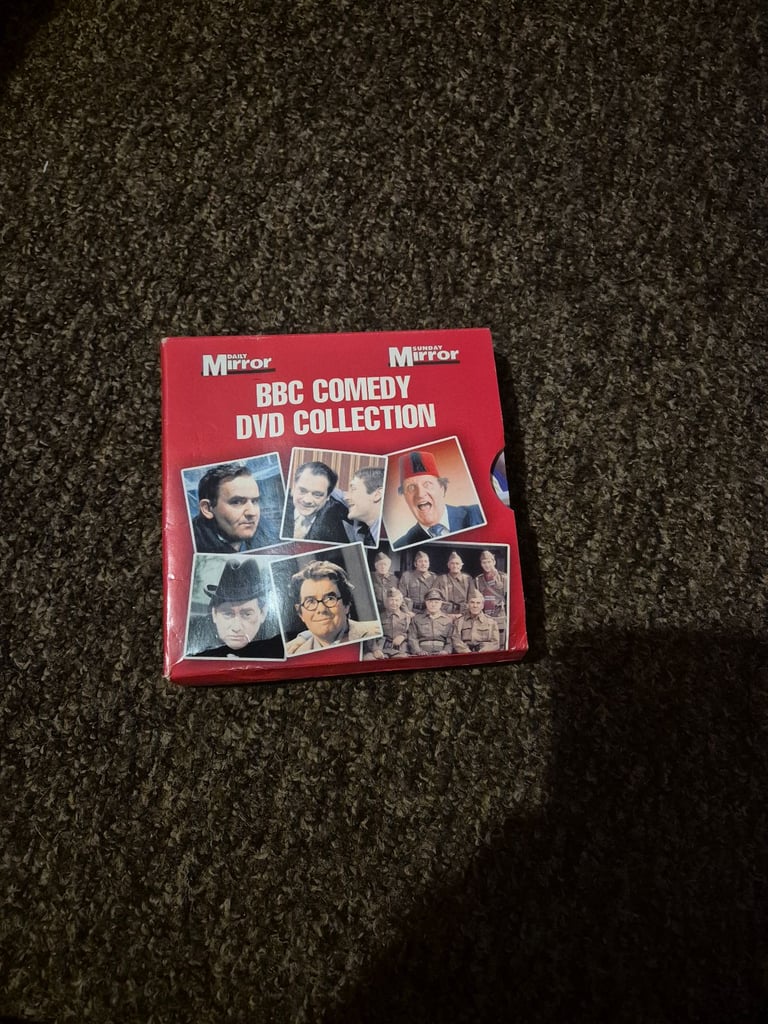 DAILY
Mirror
SUNDAY
Mirror
BBC COMEDY
DVD COLLECTION